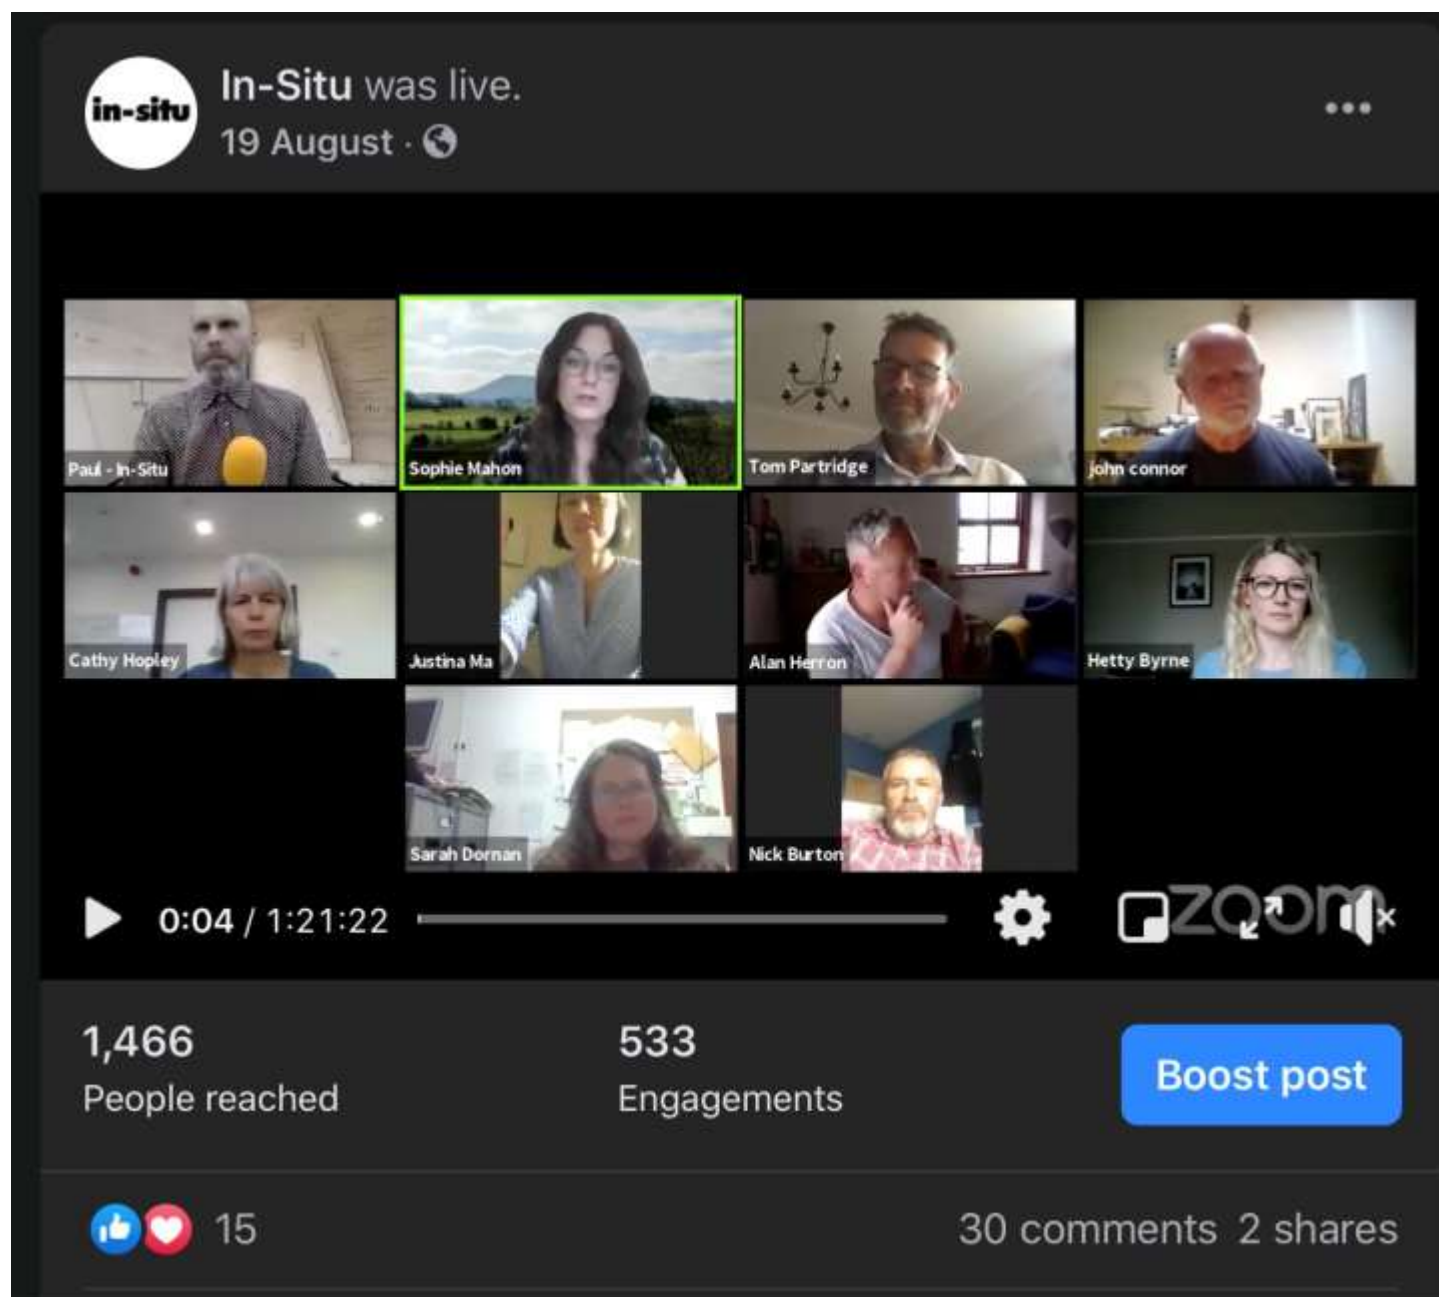 in-situ
In-Situ was live.
19 August ·
Paul - In-Situ
Sophie Mahon
Tom Partridge
john connor
Cathy Hopley
Justina Ma
Alan Herron
Hetty Byrne
Sarah Dornan
Nick Burton
0:04 / 1:21:22
zoom
1,466
People reached
533
Engagements
Boost post
15
30 comments 2 shares